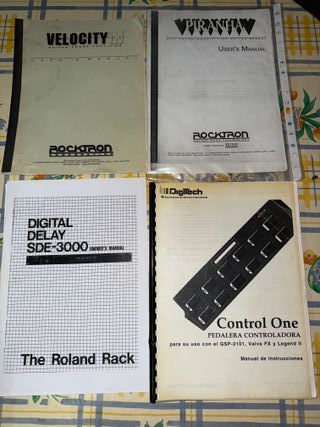 VELOCITY 120
ROCKTRON
PIRANHA
USER'S MANUAL
ROCKTRON
DIGITAL
DELAY
SDE-3000 OWNER'S MANUAL
The Roland Rack
DigiTech
Control One
PEDALERA CONTROLADORA
para su uso con el GSP-2101, Valve FX y Legend II
Manual de Instrucciones